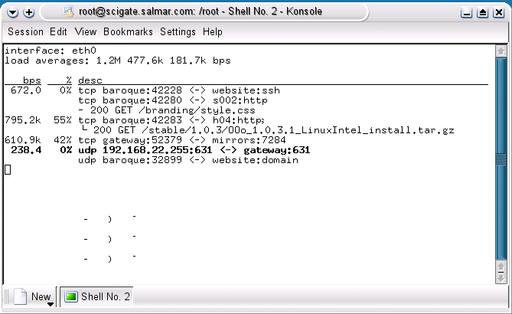 root@scigate.salmar.com: /root - Shell No. 2 - Konsole
Session Edit View Bookmarks Settings Help
interface: eth0
load averages: 1.2M 477.6k 181.7k bps
bps % desc
672.0 0% tcp baroque:42228 <-> website:ssh
tcp baroque:42280 <-> s002:http
- 200 GET /branding/style.css
795.2k 55% tcp baroque:42283 <-> h04:http
└ 200 GET /stable/1.0.3/OOo_1.0.3.1_LinuxIntel_install.tar.gz
610.9k 42% tcp gateway:52379 <-> mirrors:7284
238.4 0% udp 192.168.22.255:631 <-> gateway:631
udp baroque:32899 <-> website:domain
- ) -
- ) -
- ) -
New Shell No. 2